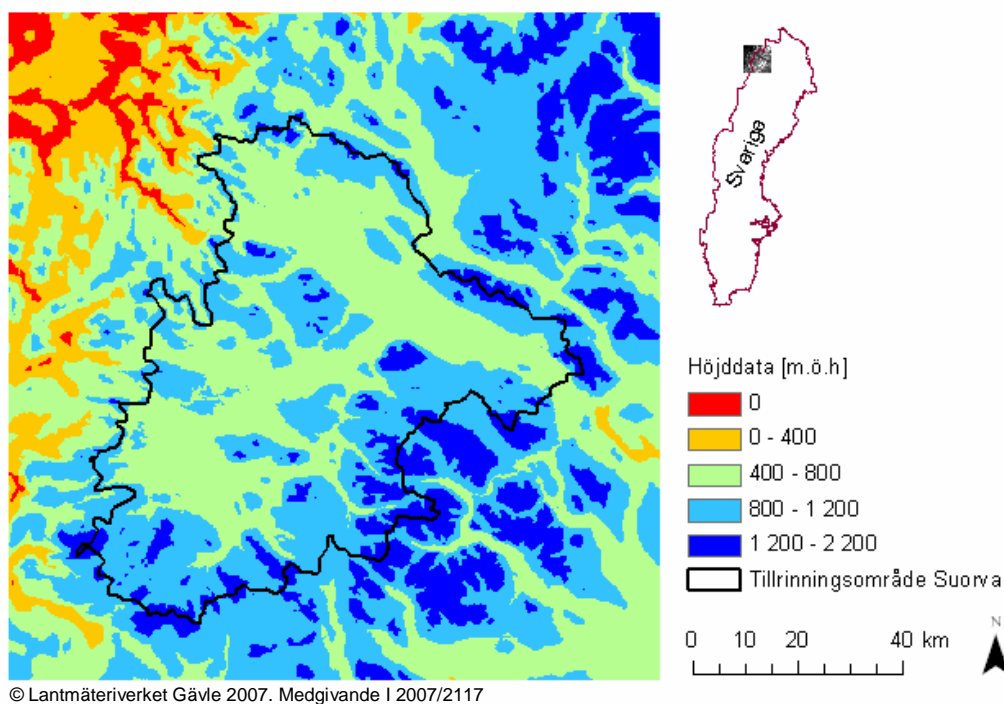 Sverige
Höjddata [m.ö.h]
0
0 - 400
400 - 800
800 - 1 200
1 200 - 2 200
Tillrinningsområde Suorva
0 10 20 40 km
N
© Lantmäteriverket Gävle 2007. Medgivande I 2007/2117